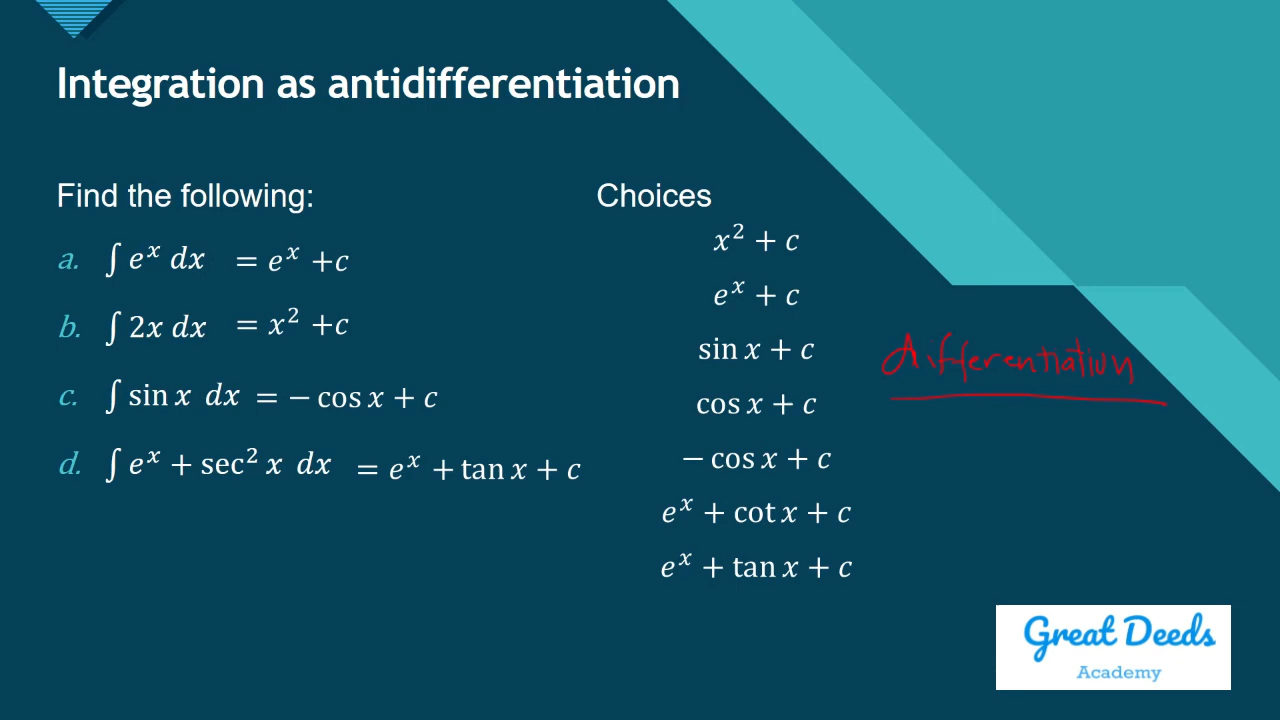 Integration as antidifferentiation
Find the following:
a. ∫ eˣ dx = eˣ +c
b. ∫ 2x dx = x² +c
c. ∫ sin x dx = − cos x + c
d. ∫ eˣ + sec² x dx = eˣ + tan x + c
Choices
x² + c
eˣ + c
sin x + c
cos x + c
− cos x + c
eˣ + cot x + c
eˣ + tan x + c
differentiation
Great Deeds
Academy